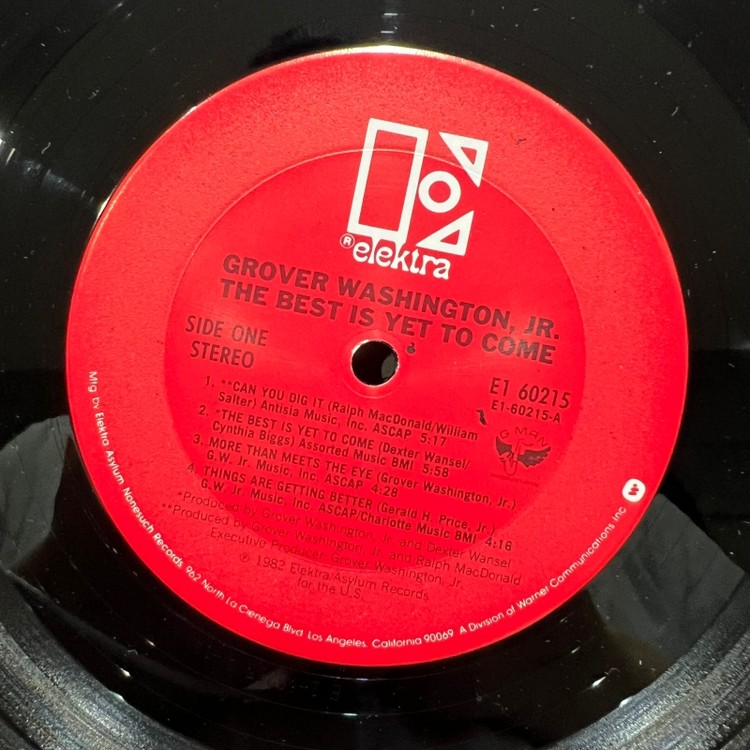 ® elektra
GROVER WASHINGTON, JR.
THE BEST IS YET TO COME
SIDE ONE
STEREO
E1 60215
E1-60215-A
G MAN
1. **CAN YOU DIG IT (Ralph MacDonald/William
Salter) Antisia Music, Inc. ASCAP 5:17
2. *THE BEST IS YET TO COME (Dexter Wansel/
Cynthia Biggs) Assorted Music BMI 5:58
3. MORE THAN MEETS THE EYE (Grover Washington, Jr.)
G.W. Jr. Music, Inc. ASCAP 4:28
4. THINGS ARE GETTING BETTER (Gerald H. Price, Jr.)
G.W. Jr. Music, Inc. ASCAP/Charlotte Music BMI 4:16
*Produced by Grover Washington, Jr. and Dexter Wansel
**Produced by Grover Washington, Jr. and Ralph MacDonald
Executive Producer Grover Washington, Jr.
℗ 1982 Elektra/Asylum Records
for the U.S.
Mfg by Elektra Asylum Nonesuch Records 962 North La Cienega Blvd Los Angeles, California 90069 A Division of Warner Communications Inc